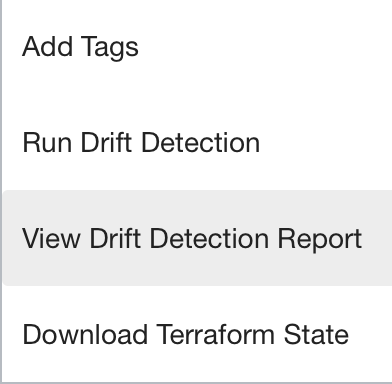 Add Tags
Run Drift Detection
View Drift Detection Report
Download Terraform State